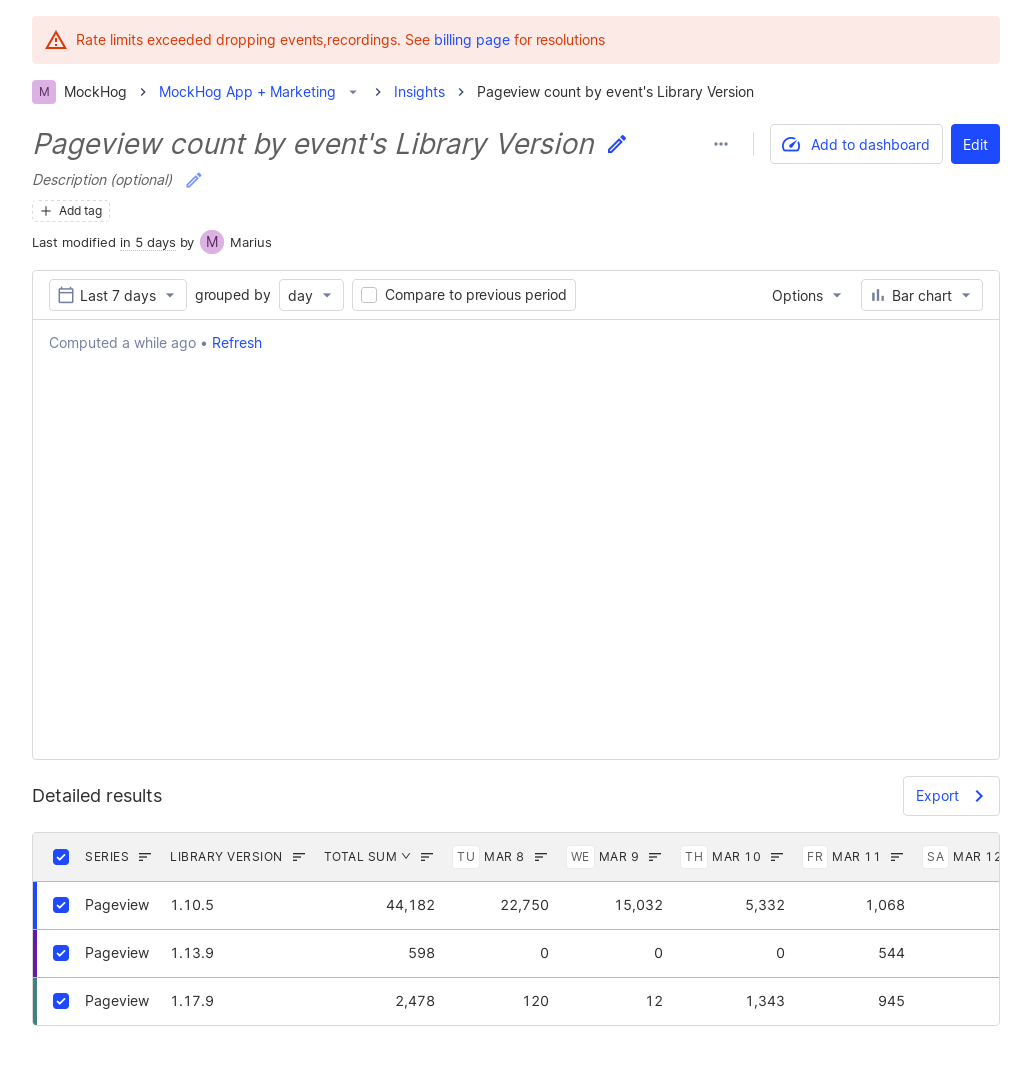 Rate limits exceeded dropping events,recordings. See billing page for resolutions
M MockHog MockHog App + Marketing Insights Pageview count by event's Library Version
Pageview count by event's Library Version
Add to dashboard Edit
Description (optional)
Add tag
Last modified in 5 days by M Marius
Last 7 days grouped by day Compare to previous period Options Bar chart
Computed a while ago • Refresh
Detailed results Export
SERIES LIBRARY VERSION TOTAL SUM TU MAR 8 WE MAR 9 TH MAR 10 FR MAR 11 SA MAR 12
Pageview 1.10.5 44,182 22,750 15,032 5,332 1,068
Pageview 1.13.9 598 0 0 0 544
Pageview 1.17.9 2,478 120 12 1,343 945